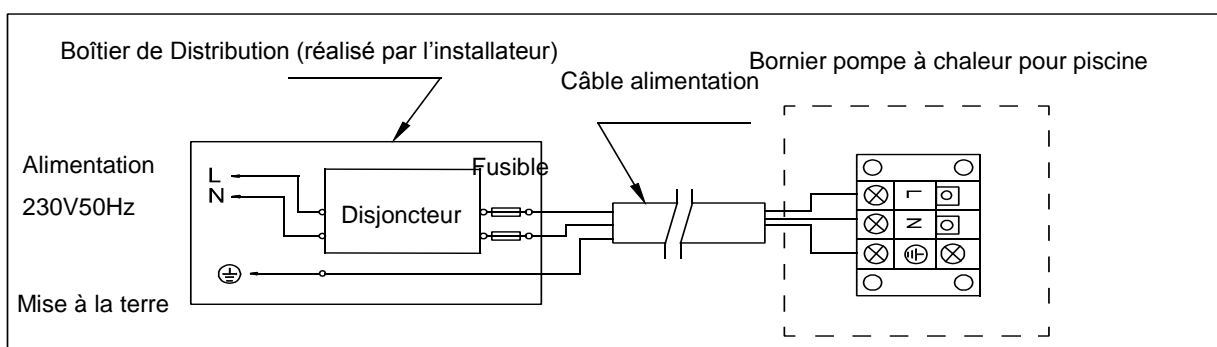 Boîtier de Distribution (réalisé par l'installateur)
Bornier pompe à chaleur pour piscine
Câble alimentation
Alimentation
230V50Hz
L
N
Fusible
Disjoncteur
Mise à la terre
L
N